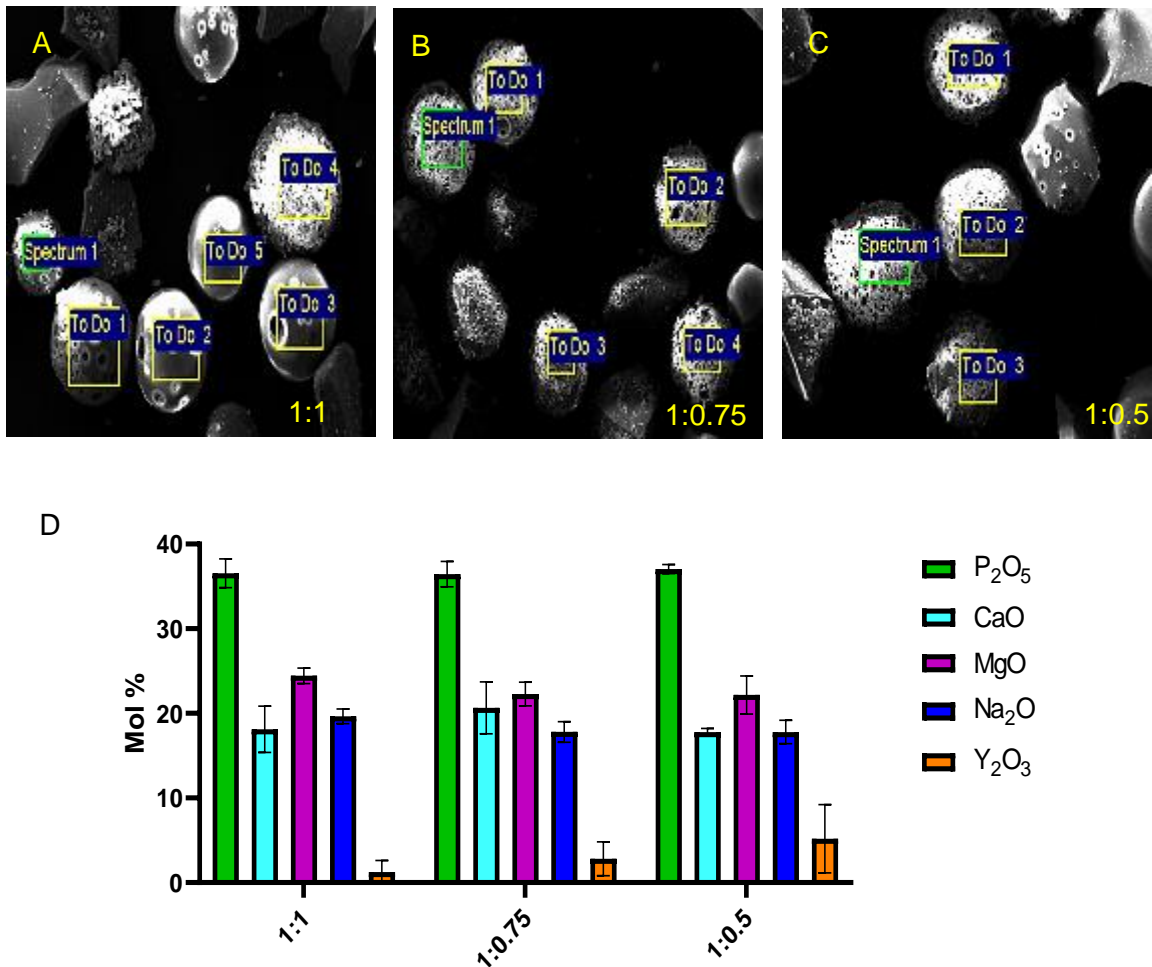 A
To Do 4
Spectrum 1
To Do 5
To Do 1
To Do 2
To Do 3
1:1
B
To Do 1
Spectrum 1
To Do 2
To Do 3
To Do 4
1:0.75
C
To Do 1
To Do 2
Spectrum 1
To Do 3
1:0.5
D
Mol %
40
30
20
10
0
1:1
1:0.75
1:0.5
P₂O₅
CaO
MgO
Na₂O
Y₂O₃